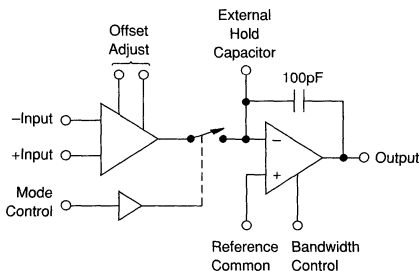 External
Hold
Capacitor
Offset
Adjust
100pF
–Input
+Input
–
+
Output
Mode
Control
Reference
Common
Bandwidth
Control